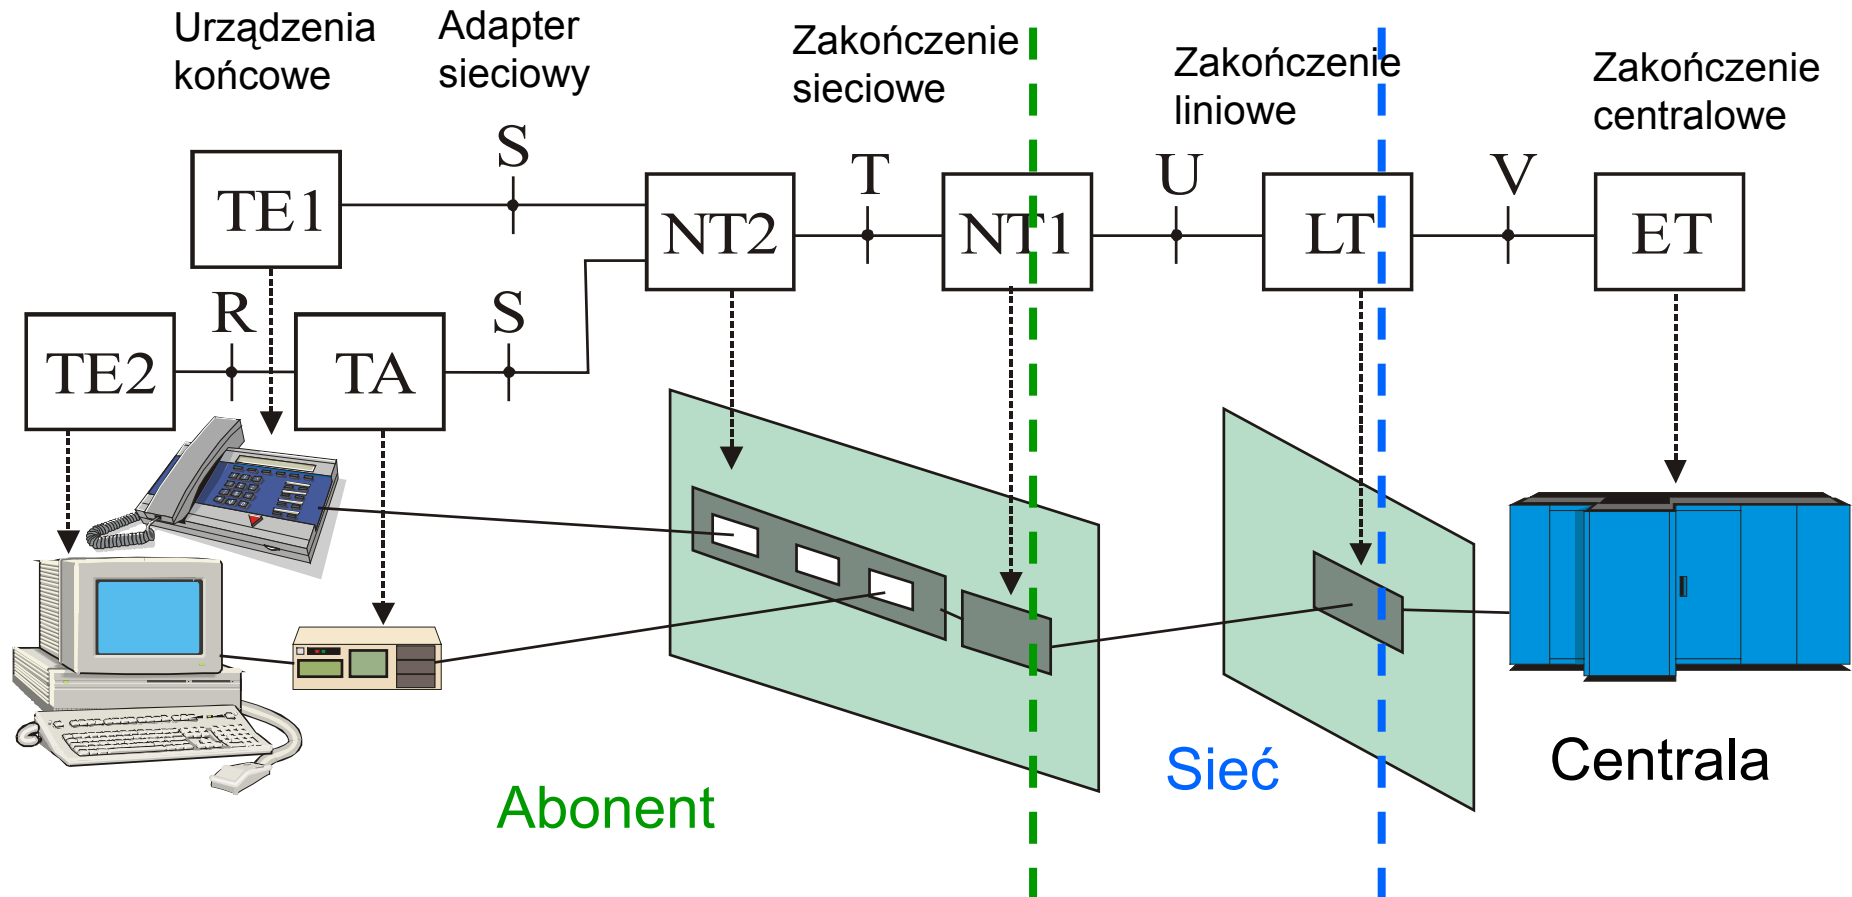 Urządzenia
końcowe
Adapter
sieciowy
Zakończenie
sieciowe
Zakończenie
liniowe
Zakończenie
centralowe
S
T
U
V
TE1
NT2
NT1
LT
ET
R
S
TE2
TA
Abonent
Sieć
Centrala